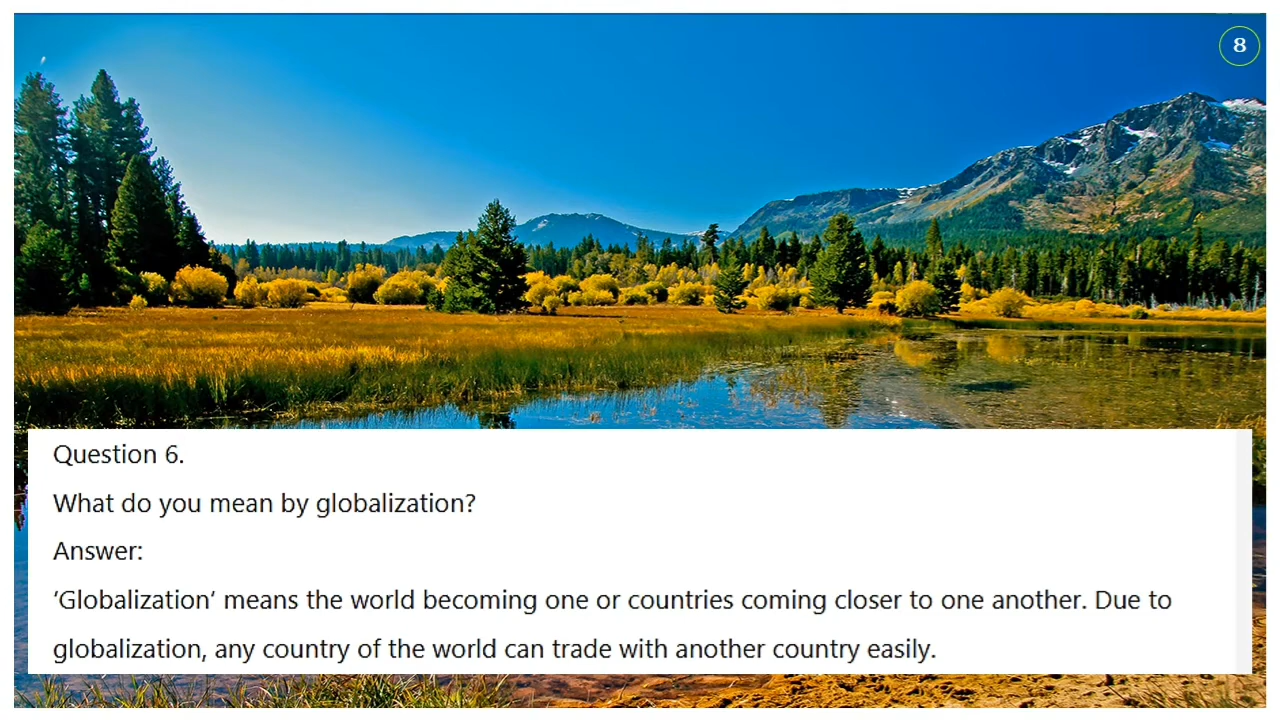 8
Question 6.
What do you mean by globalization?
Answer:
‘Globalization’ means the world becoming one or countries coming closer to one another. Due to
globalization, any country of the world can trade with another country easily.